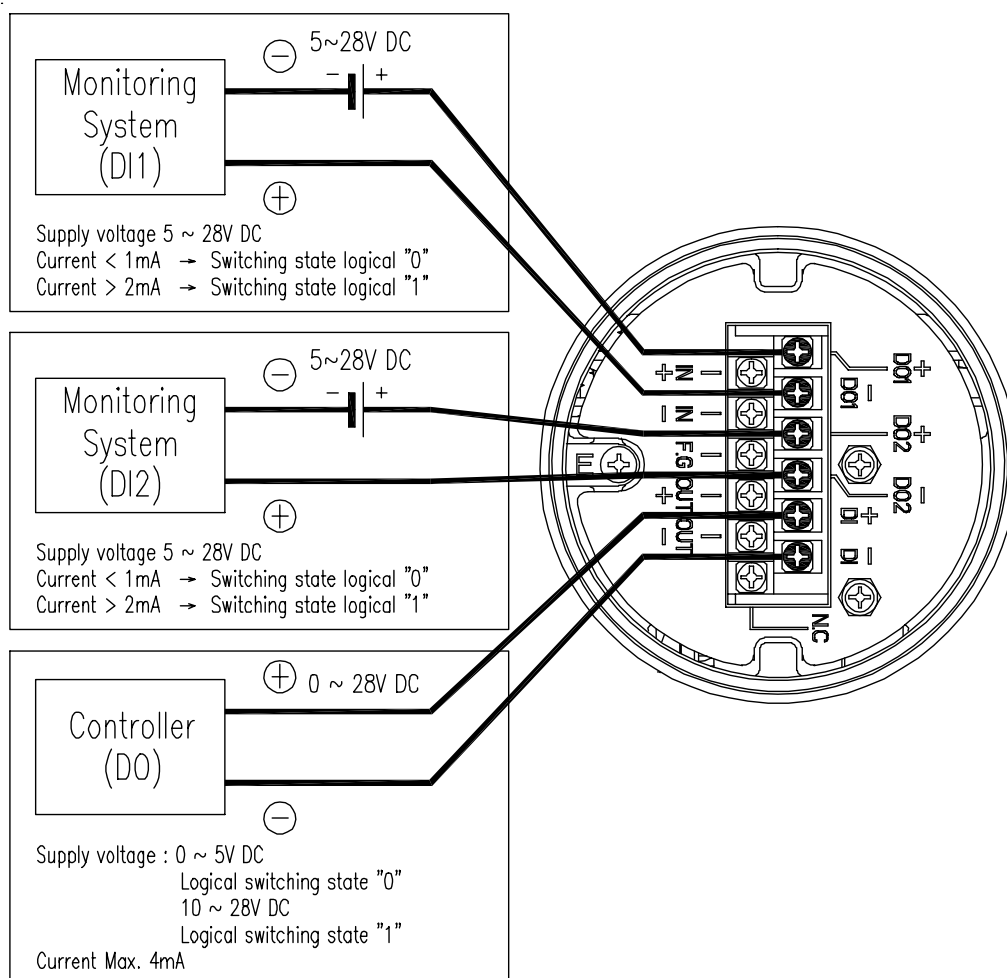 ⊖ 5~28V DC
- +
Monitoring
System
(DI1)
⊕
Supply voltage 5 ~ 28V DC
Current < 1mA → Switching state logical "0"
Current > 2mA → Switching state logical "1"
⊖ 5~28V DC
- +
Monitoring
System
(DI2)
⊕
Supply voltage 5 ~ 28V DC
Current < 1mA → Switching state logical "0"
Current > 2mA → Switching state logical "1"
⊕ 0 ~ 28V DC
Controller
(DO)
⊖
Supply voltage : 0 ~ 5V DC
Logical switching state "0"
10 ~ 28V DC
Logical switching state "1"
Current Max. 4mA
+ IN
- IN
F.G
+ OUT
- OUT
N.C
DO1 +
DO1 -
DO2 +
DO2 -
DI +
DI -